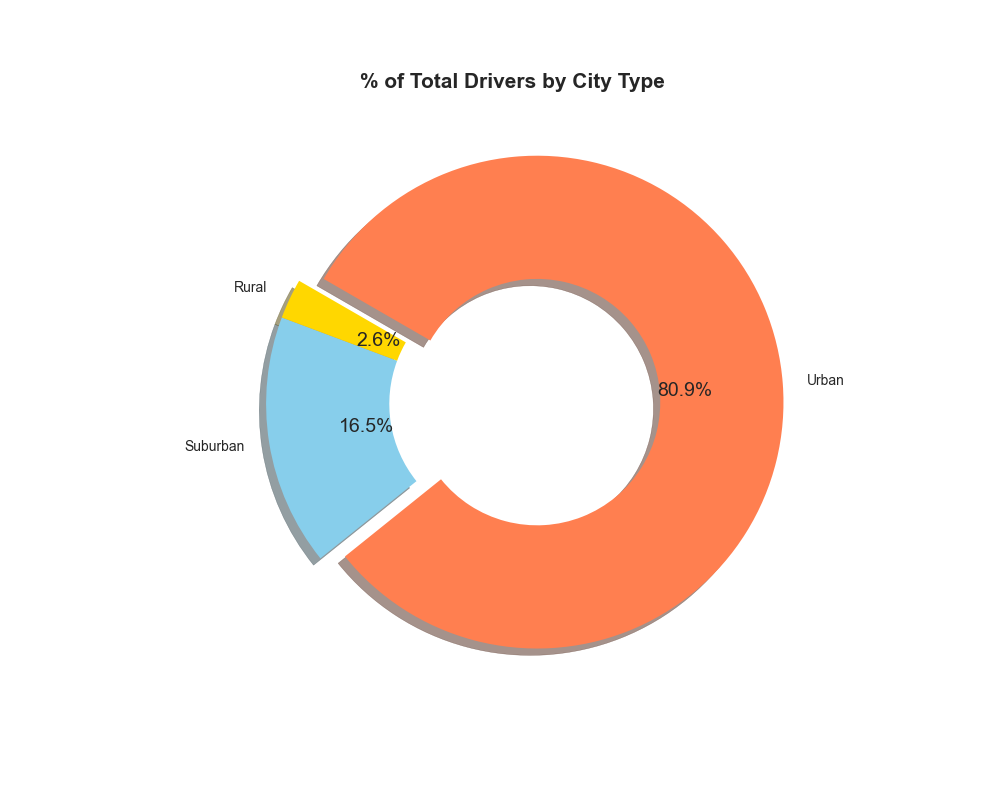 % of Total Drivers by City Type
Rural
2.6%
80.9%
Urban
16.5%
Suburban